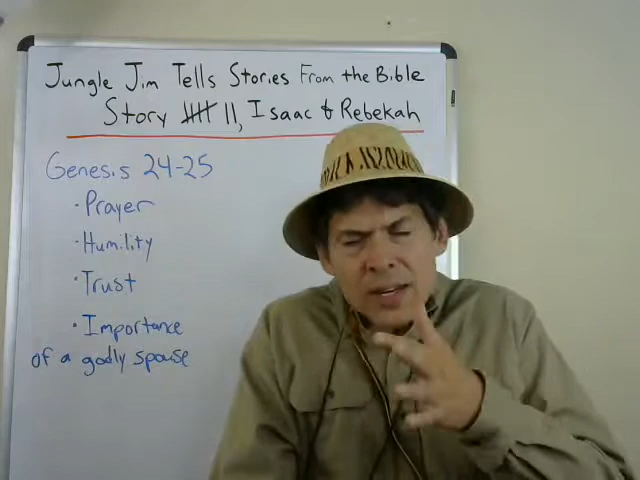 Jungle Jim Tells Stories From the Bible
Story 卌 II, Isaac & Rebekah
Genesis 24-25
· Prayer
· Humility
· Trust
· Importance
of a godly spouse